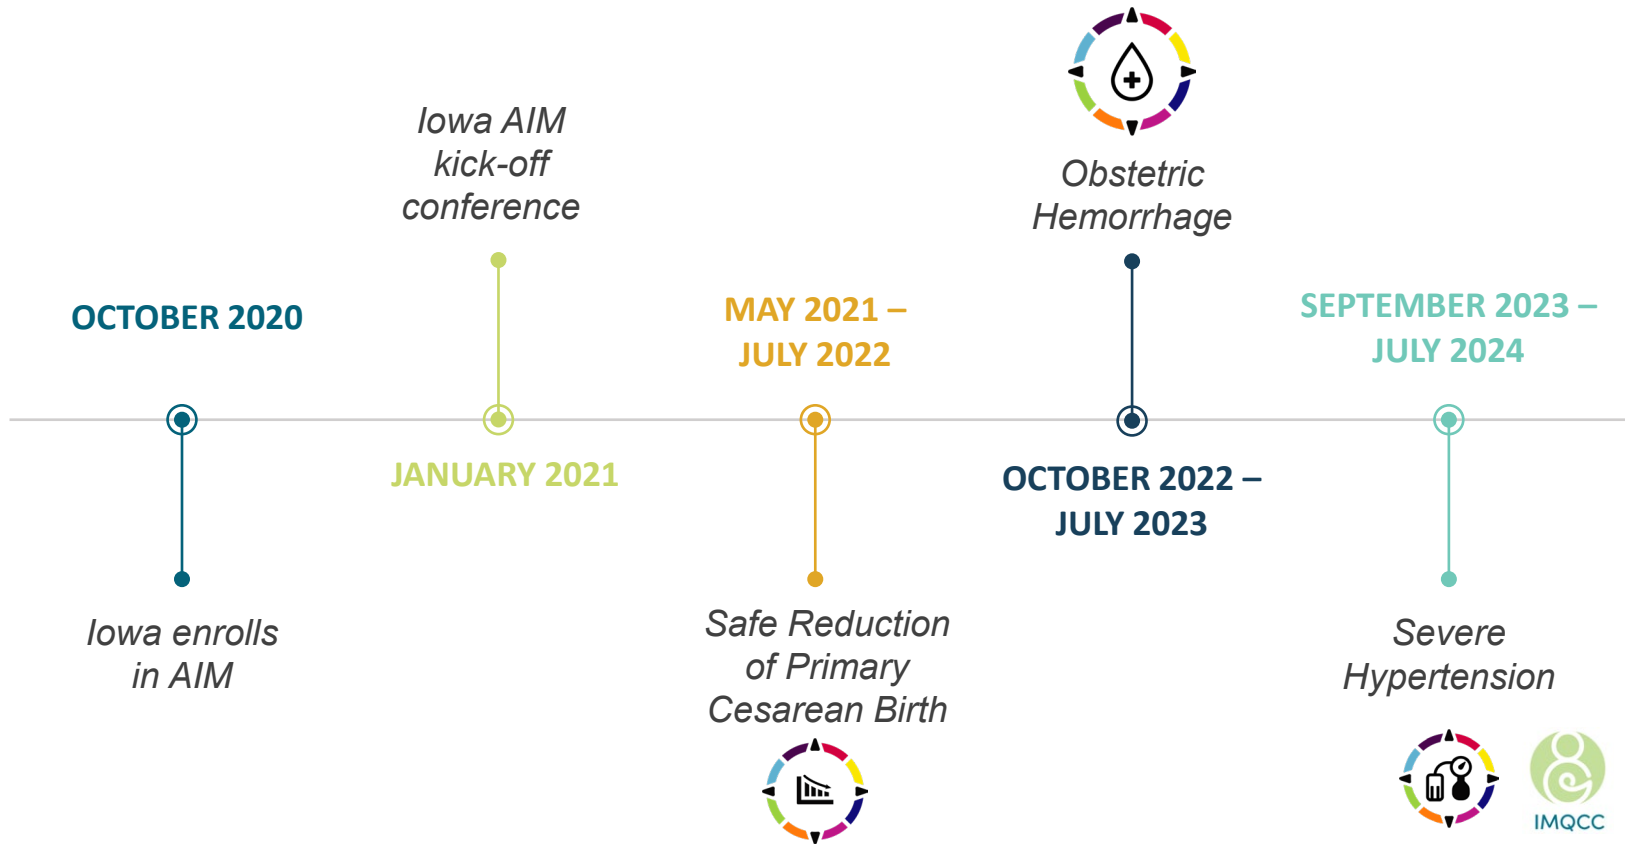 OCTOBER 2020
Iowa enrolls
in AIM
Iowa AIM
kick-off
conference
JANUARY 2021
MAY 2021 –
JULY 2022
Safe Reduction
of Primary
Cesarean Birth
Obstetric
Hemorrhage
OCTOBER 2022 –
JULY 2023
SEPTEMBER 2023 –
JULY 2024
Severe
Hypertension
IMQCC